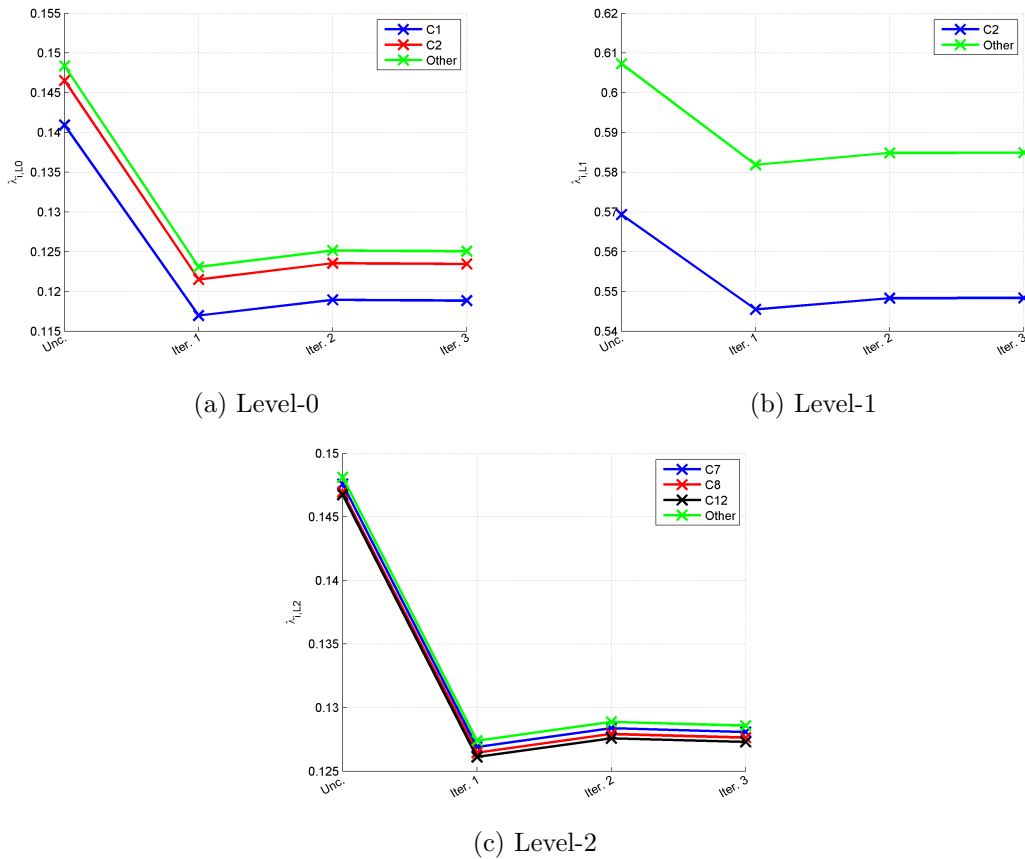 0.155
0.15
0.145
0.14
0.135
0.13
0.125
0.12
0.115
λi,L0
Unc.
Iter. 1
Iter. 2
Iter. 3
C1
C2
Other
(a) Level-0
0.62
0.61
0.6
0.59
0.58
0.57
0.56
0.55
0.54
λi,L1
Unc.
Iter. 1
Iter. 2
Iter. 3
C2
Other
(b) Level-1
0.15
0.145
0.14
0.135
0.13
0.125
λi,L2
Unc.
Iter. 1
Iter. 2
Iter. 3
C7
C8
C12
Other
(c) Level-2